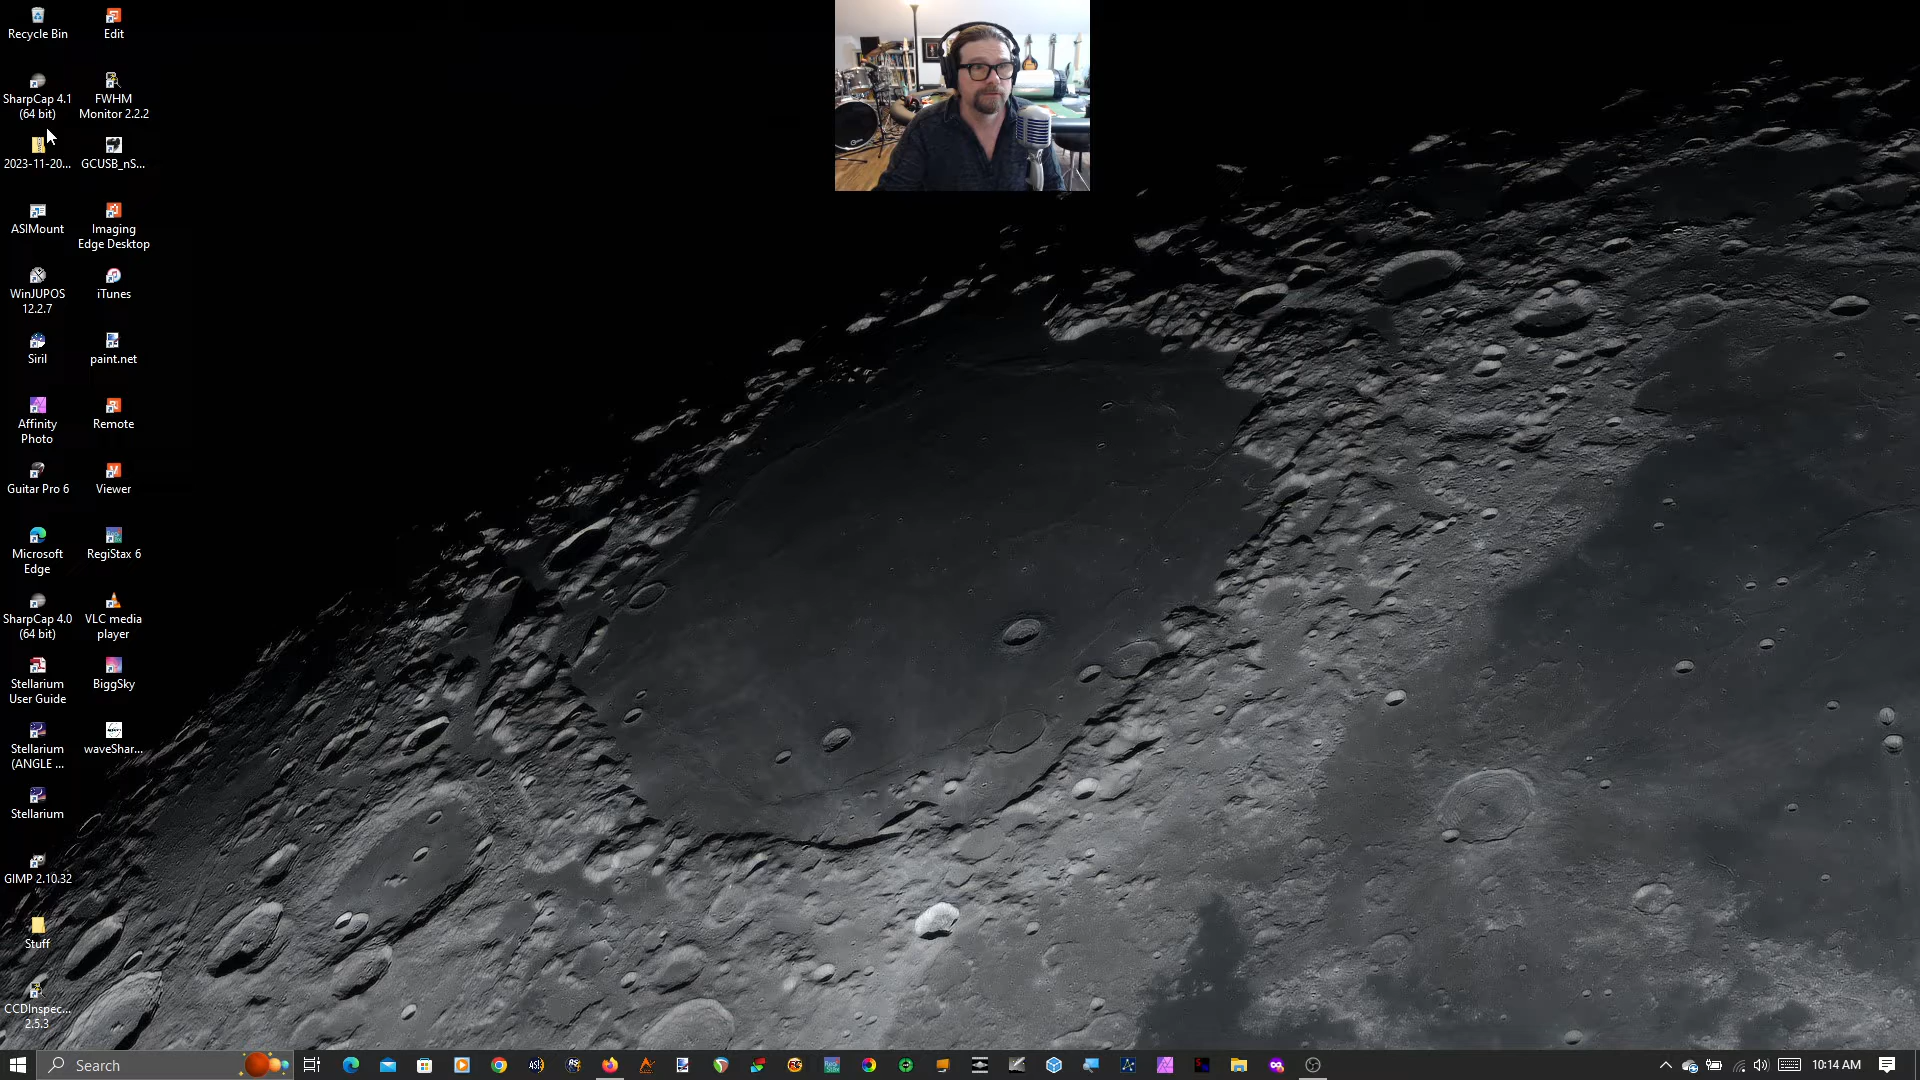 Recycle Bin
Edit
SharpCap 4.1
(64 bit)
FWHM
Monitor 2.2.2
2023-11-20...
GCUSB_nS...
ASIMount
Imaging
Edge Desktop
WinJUPOS
12.2.7
iTunes
Siril
paint.net
Affinity
Photo
Remote
Guitar Pro 6
Viewer
Microsoft
Edge
RegiStax 6
SharpCap 4.0
(64 bit)
VLC media
player
Stellarium
User Guide
BiggSky
Stellarium
(ANGLE ...
waveShar...
Stellarium
GIMP 2.10.32
Stuff
CCDInspec...
2.5.3
Search
ASI
RS
10:14 AM